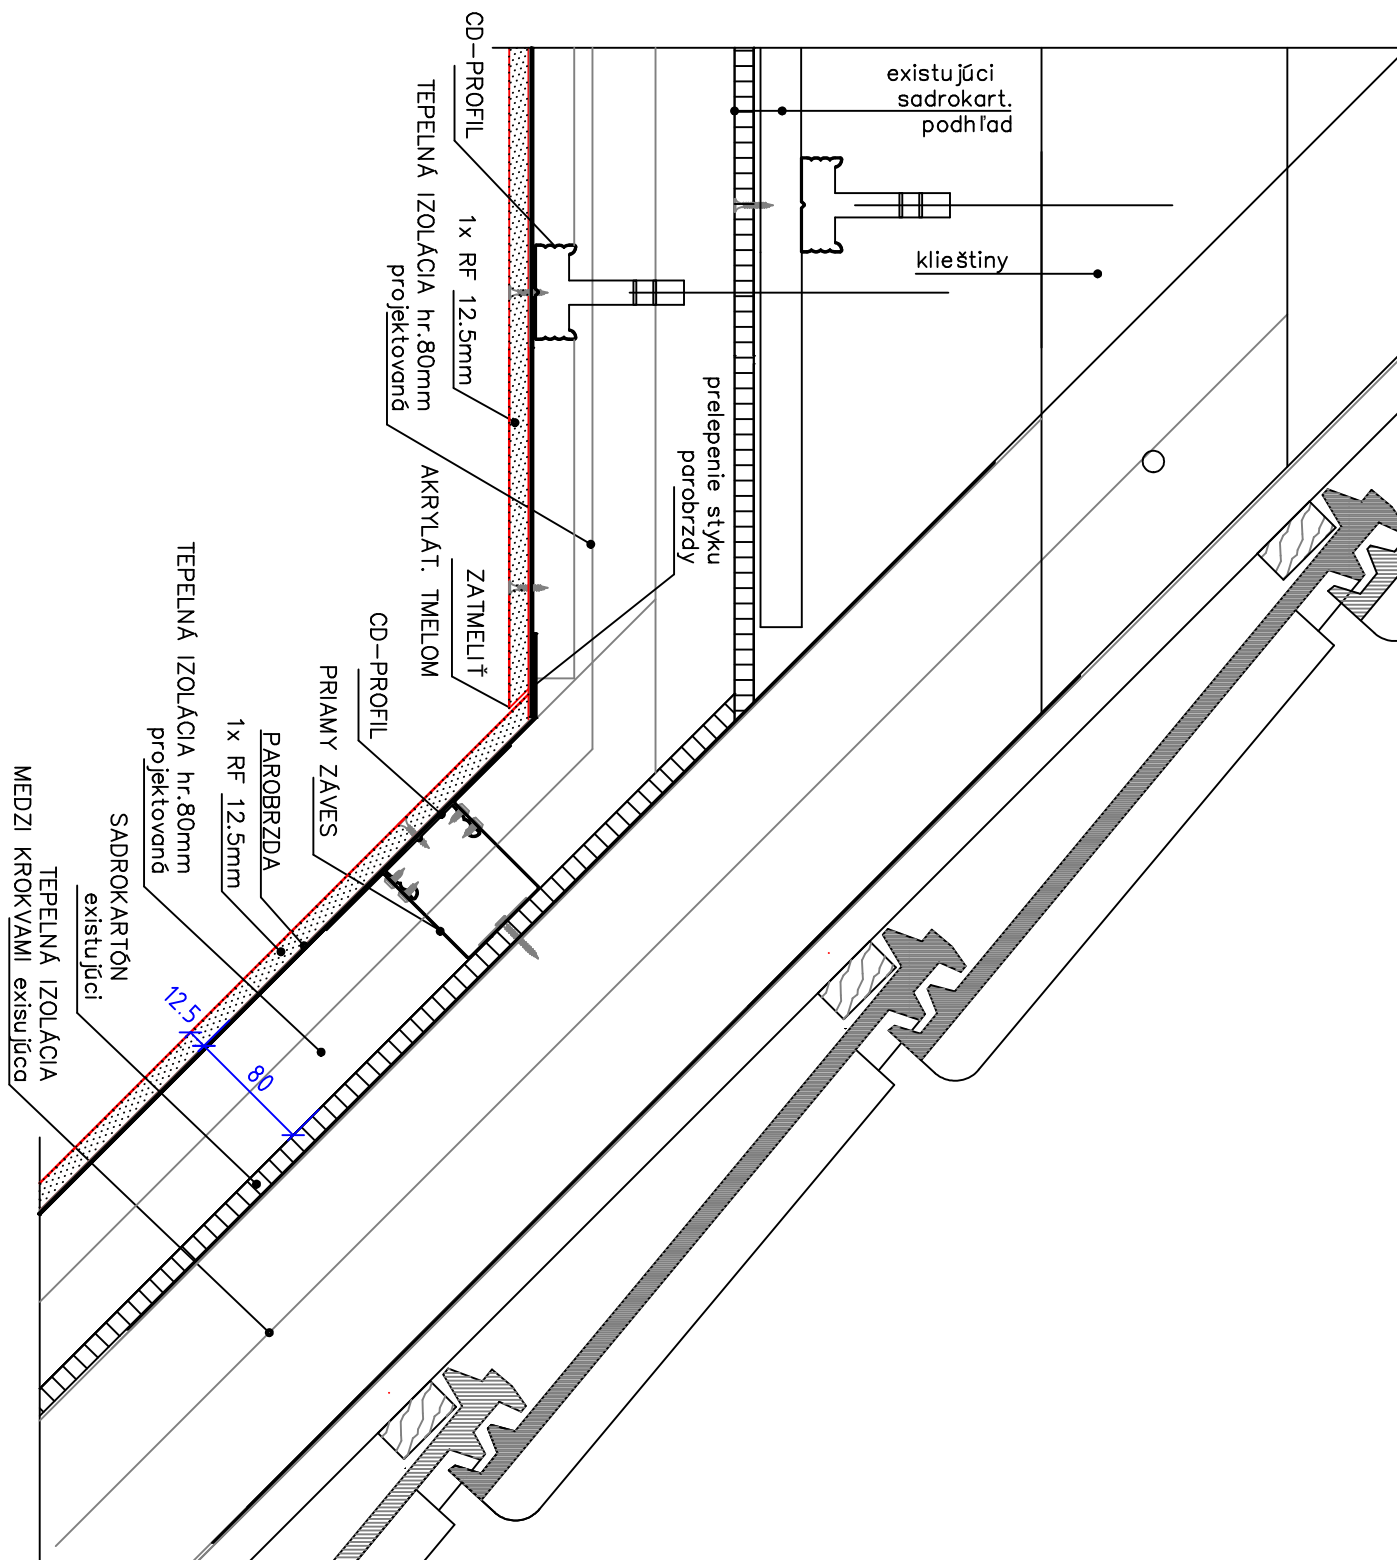 existujúci
sadrokart.
podhľad
klieštiny
CD-PROFIL
TEPELNÁ IZOLÁCIA hr.80mm
projektovaná
1x RF 12.5mm
prelepenie styku
parobrzdy
ZATMELIŤ
AKRYLÁT. TMELOM
CD-PROFIL
PRIAMY ZÁVES
PAROBRZDA
1x RF 12.5mm
TEPELNÁ IZOLÁCIA hr.80mm
projektovaná
SADROKARTÓN
existujúci
TEPELNÁ IZOLÁCIA
MEDZI KROKVAMI exisujúca
12.5
80